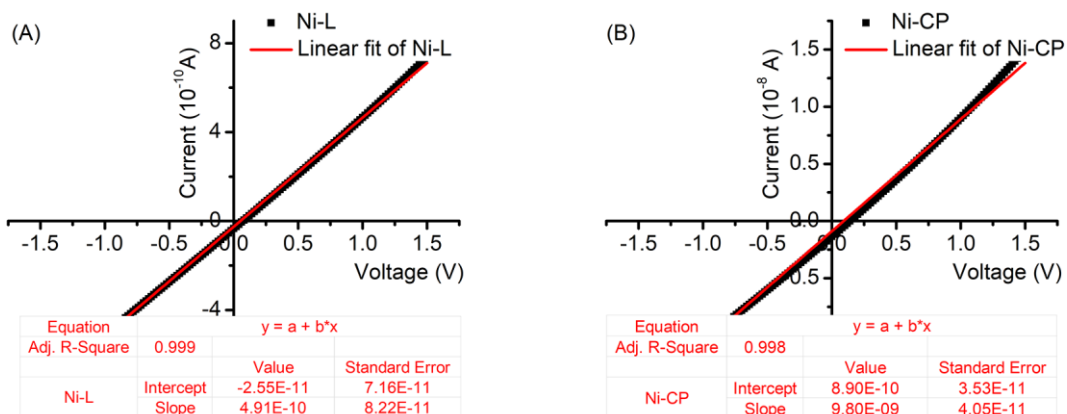 (A)
Ni-L
Linear fit of Ni-L
Current (10⁻¹⁰A)
8
4
0
-4
-1.5 -1.0 -0.5 0 0.5 1.0 1.5
Voltage (V)
Equation y = a + b*x
Adj. R-Square 0.999
Value Standard Error
Ni-L Intercept -2.55E-11 7.16E-11
Slope 4.91E-10 8.22E-11
(B)
Ni-CP
Linear fit of Ni-CP
Current (10⁻⁸ A)
1.5
1.0
0.5
0.0
0.5
-1.5 -1.0 -0.5 0 0.5 1.0 1.5
Voltage (V)
Equation y = a + b*x
Adj. R-Square 0.998
Value Standard Error
Ni-CP Intercept 8.90E-10 3.53E-11
Slope 9.80E-09 4.05E-11